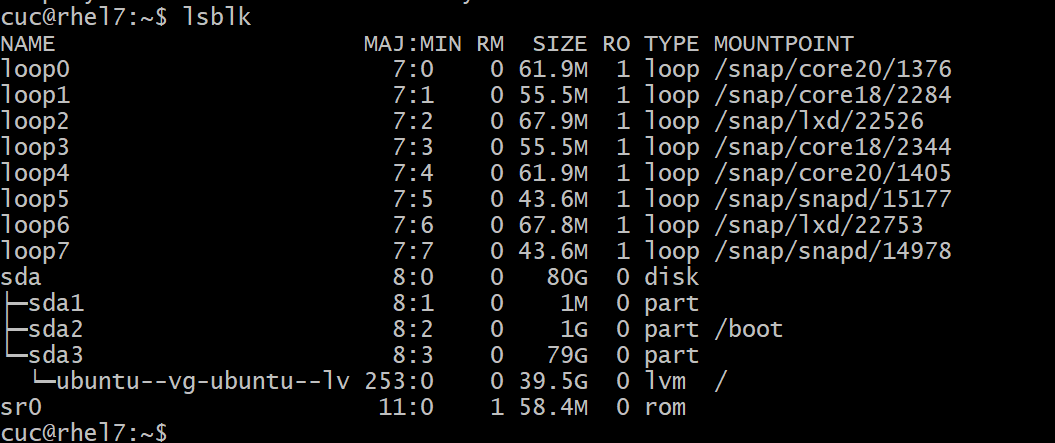 cuc@rhel7:~$ lsblk
NAME                      MAJ:MIN RM  SIZE RO TYPE MOUNTPOINT
loop0                       7:0    0 61.9M  1 loop /snap/core20/1376
loop1                       7:1    0 55.5M  1 loop /snap/core18/2284
loop2                       7:2    0 67.9M  1 loop /snap/lxd/22526
loop3                       7:3    0 55.5M  1 loop /snap/core18/2344
loop4                       7:4    0 61.9M  1 loop /snap/core20/1405
loop5                       7:5    0 43.6M  1 loop /snap/snapd/15177
loop6                       7:6    0 67.8M  1 loop /snap/lxd/22753
loop7                       7:7    0 43.6M  1 loop /snap/snapd/14978
sda                         8:0    0   80G  0 disk
├─sda1                      8:1    0    1M  0 part
├─sda2                      8:2    0    1G  0 part /boot
└─sda3                      8:3    0   79G  0 part
  └─ubuntu--vg-ubuntu--lv 253:0    0 39.5G  0 lvm  /
sr0                        11:0    1 58.4M  0 rom
cuc@rhel7:~$